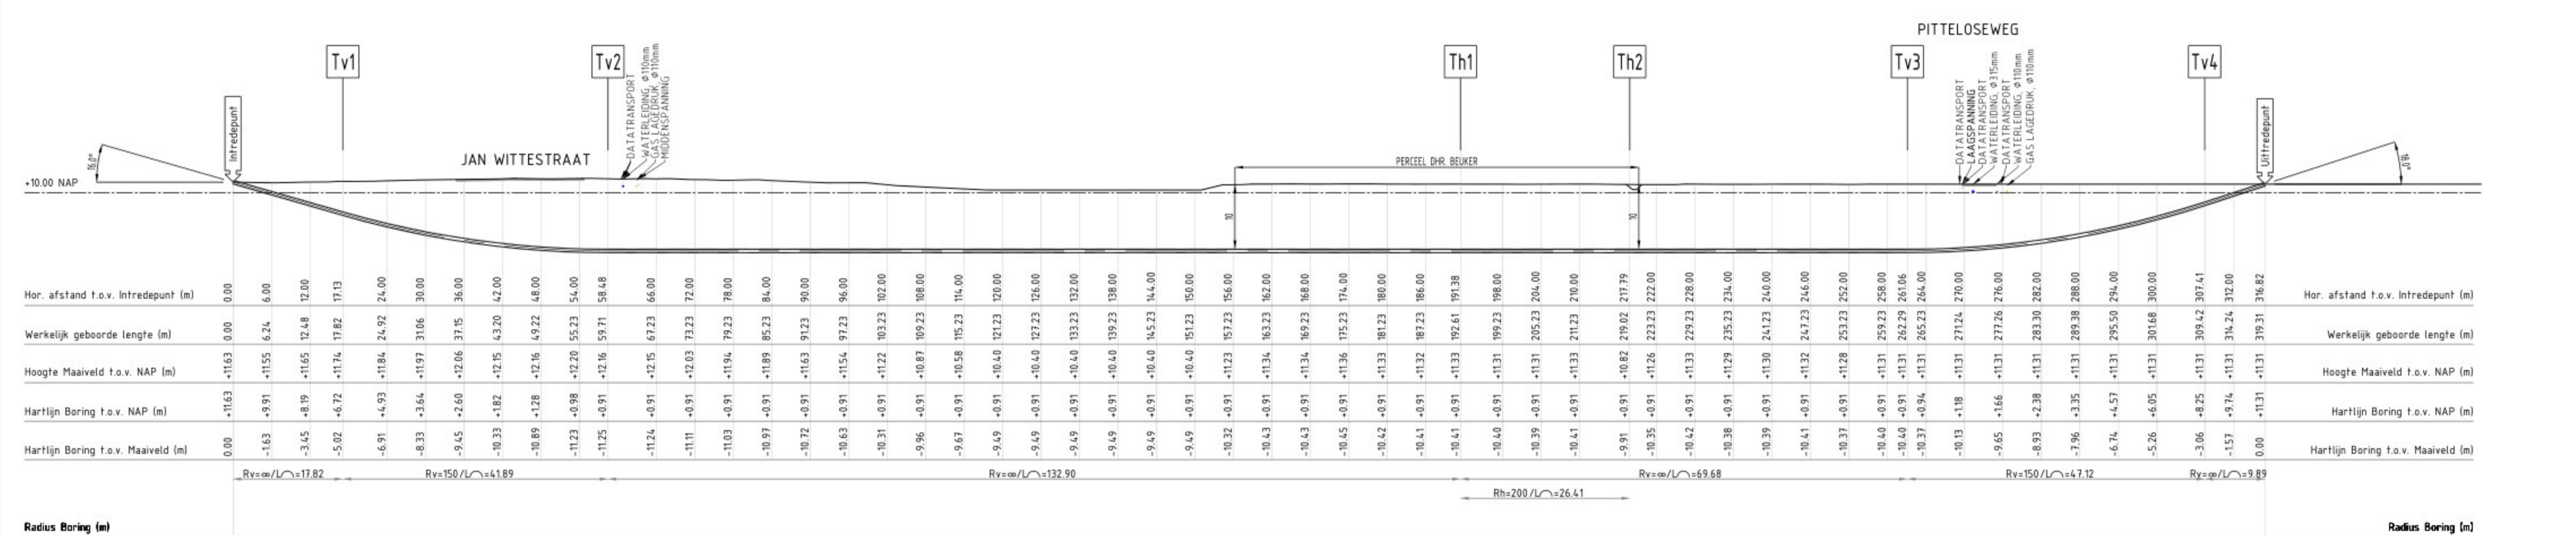 PITTELOSEWEG
Tv1
Tv2
Th1
Th2
Tv3
Tv4
DATATRANSPORT
WATERLEIDING, Ø110mm
GAS LAGEDRUK, Ø110mm
MIDDENSPANNING
DATATRANSPORT
LAAGSPANNING
DATATRANSPORT
WATERLEIDING, Ø315mm
DATATRANSPORT
WATERLEIDING, Ø110mm
GAS LAGEDRUK, Ø110mm
Intredepunt
Uittredepunt
16.0°
JAN WITTESTRAAT
PERCEEL DHR. BEUKER
18.0°
+10.00 NAP
10
10
Hor. afstand t.o.v. Intredepunt (m) 0.00 6.00 12.00 17.13 24.00 30.00 36.00 42.00 48.00 54.00 58.48 66.00 72.00 78.00 84.00 90.00 96.00 102.00 108.00 114.00 120.00 126.00 132.00 138.00 144.00 150.00 156.00 162.00 168.00 174.00 180.00 186.00 191.38 198.00 204.00 210.00 217.79 222.00 228.00 234.00 240.00 246.00 252.00 258.00 261.06 264.00 270.00 276.00 282.00 288.00 294.00 300.00 307.41 312.00 316.82 Hor. afstand t.o.v. Intredepunt (m)
Werkelijk geboorde lengte (m) 0.00 6.24 12.48 17.82 24.92 31.06 37.15 43.20 49.22 55.23 59.71 67.23 73.23 79.23 85.23 91.23 97.23 103.23 109.23 115.23 121.23 127.23 133.23 139.23 145.23 151.23 157.23 163.23 169.23 175.23 181.23 187.23 192.61 199.23 205.23 211.23 219.02 223.23 229.23 235.23 241.23 247.23 253.23 259.23 262.29 265.23 271.24 277.26 283.30 289.38 295.50 301.68 309.42 314.24 319.31 Werkelijk geboorde lengte (m)
Hoogte Maaiveld t.o.v. NAP (m) +11.63 +11.55 +11.65 +11.74 +11.84 +11.97 +12.06 +12.15 +12.16 +12.20 +12.16 +12.15 +12.03 +11.94 +11.89 +11.63 +11.54 +11.22 +10.87 +10.58 +10.40 +10.40 +10.40 +10.40 +10.40 +10.40 +11.23 +11.34 +11.34 +11.36 +11.33 +11.32 +11.33 +11.31 +11.31 +11.33 +10.82 +11.26 +11.33 +11.29 +11.30 +11.32 +11.28 +11.31 +11.31 +11.31 +11.31 +11.31 +11.31 +11.31 +11.31 +11.31 +11.31 +11.31 +11.31 Hoogte Maaiveld t.o.v. NAP (m)
Hartlijn Boring t.o.v. NAP (m) +11.63 +9.91 +8.19 +6.72 +4.93 +3.64 +2.60 +1.82 +1.28 +0.98 +0.91 +0.91 +0.91 +0.91 +0.91 +0.91 +0.91 +0.91 +0.91 +0.91 +0.91 +0.91 +0.91 +0.91 +0.91 +0.91 +0.91 +0.91 +0.91 +0.91 +0.91 +0.91 +0.91 +0.91 +0.91 +0.91 +0.91 +0.91 +0.91 +0.91 +0.91 +0.91 +0.91 +0.91 +0.91 +0.94 +1.18 +1.66 +2.38 +3.35 +4.57 +6.05 +8.25 +9.74 +11.31 Hartlijn Boring t.o.v. NAP (m)
Hartlijn Boring t.o.v. Maaiveld (m) 0.00 -1.63 -3.45 -5.02 -6.91 -8.33 -9.45 -10.33 -10.89 -11.23 -11.25 -11.24 -11.11 -11.03 -10.97 -10.72 -10.63 -10.31 -9.96 -9.67 -9.49 -9.49 -9.49 -9.49 -9.49 -9.49 -10.32 -10.43 -10.43 -10.45 -10.42 -10.41 -10.41 -10.40 -10.39 -10.41 -9.91 -10.35 -10.42 -10.38 -10.39 -10.41 -10.37 -10.40 -10.40 -10.37 -10.13 -9.65 -8.93 -7.96 -6.74 -5.26 -3.06 -1.57 0.00 Hartlijn Boring t.o.v. Maaiveld (m)
Rv=∞/L⌒=17.82 Rv=150/L⌒=41.89 Rv=∞/L⌒=132.90 Rv=∞/L⌒=69.68 Rv=150/L⌒=47.12 Rv=∞/L⌒=9.89
Rh=200/L⌒=26.41
Radius Boring (m) Radius Boring (m)